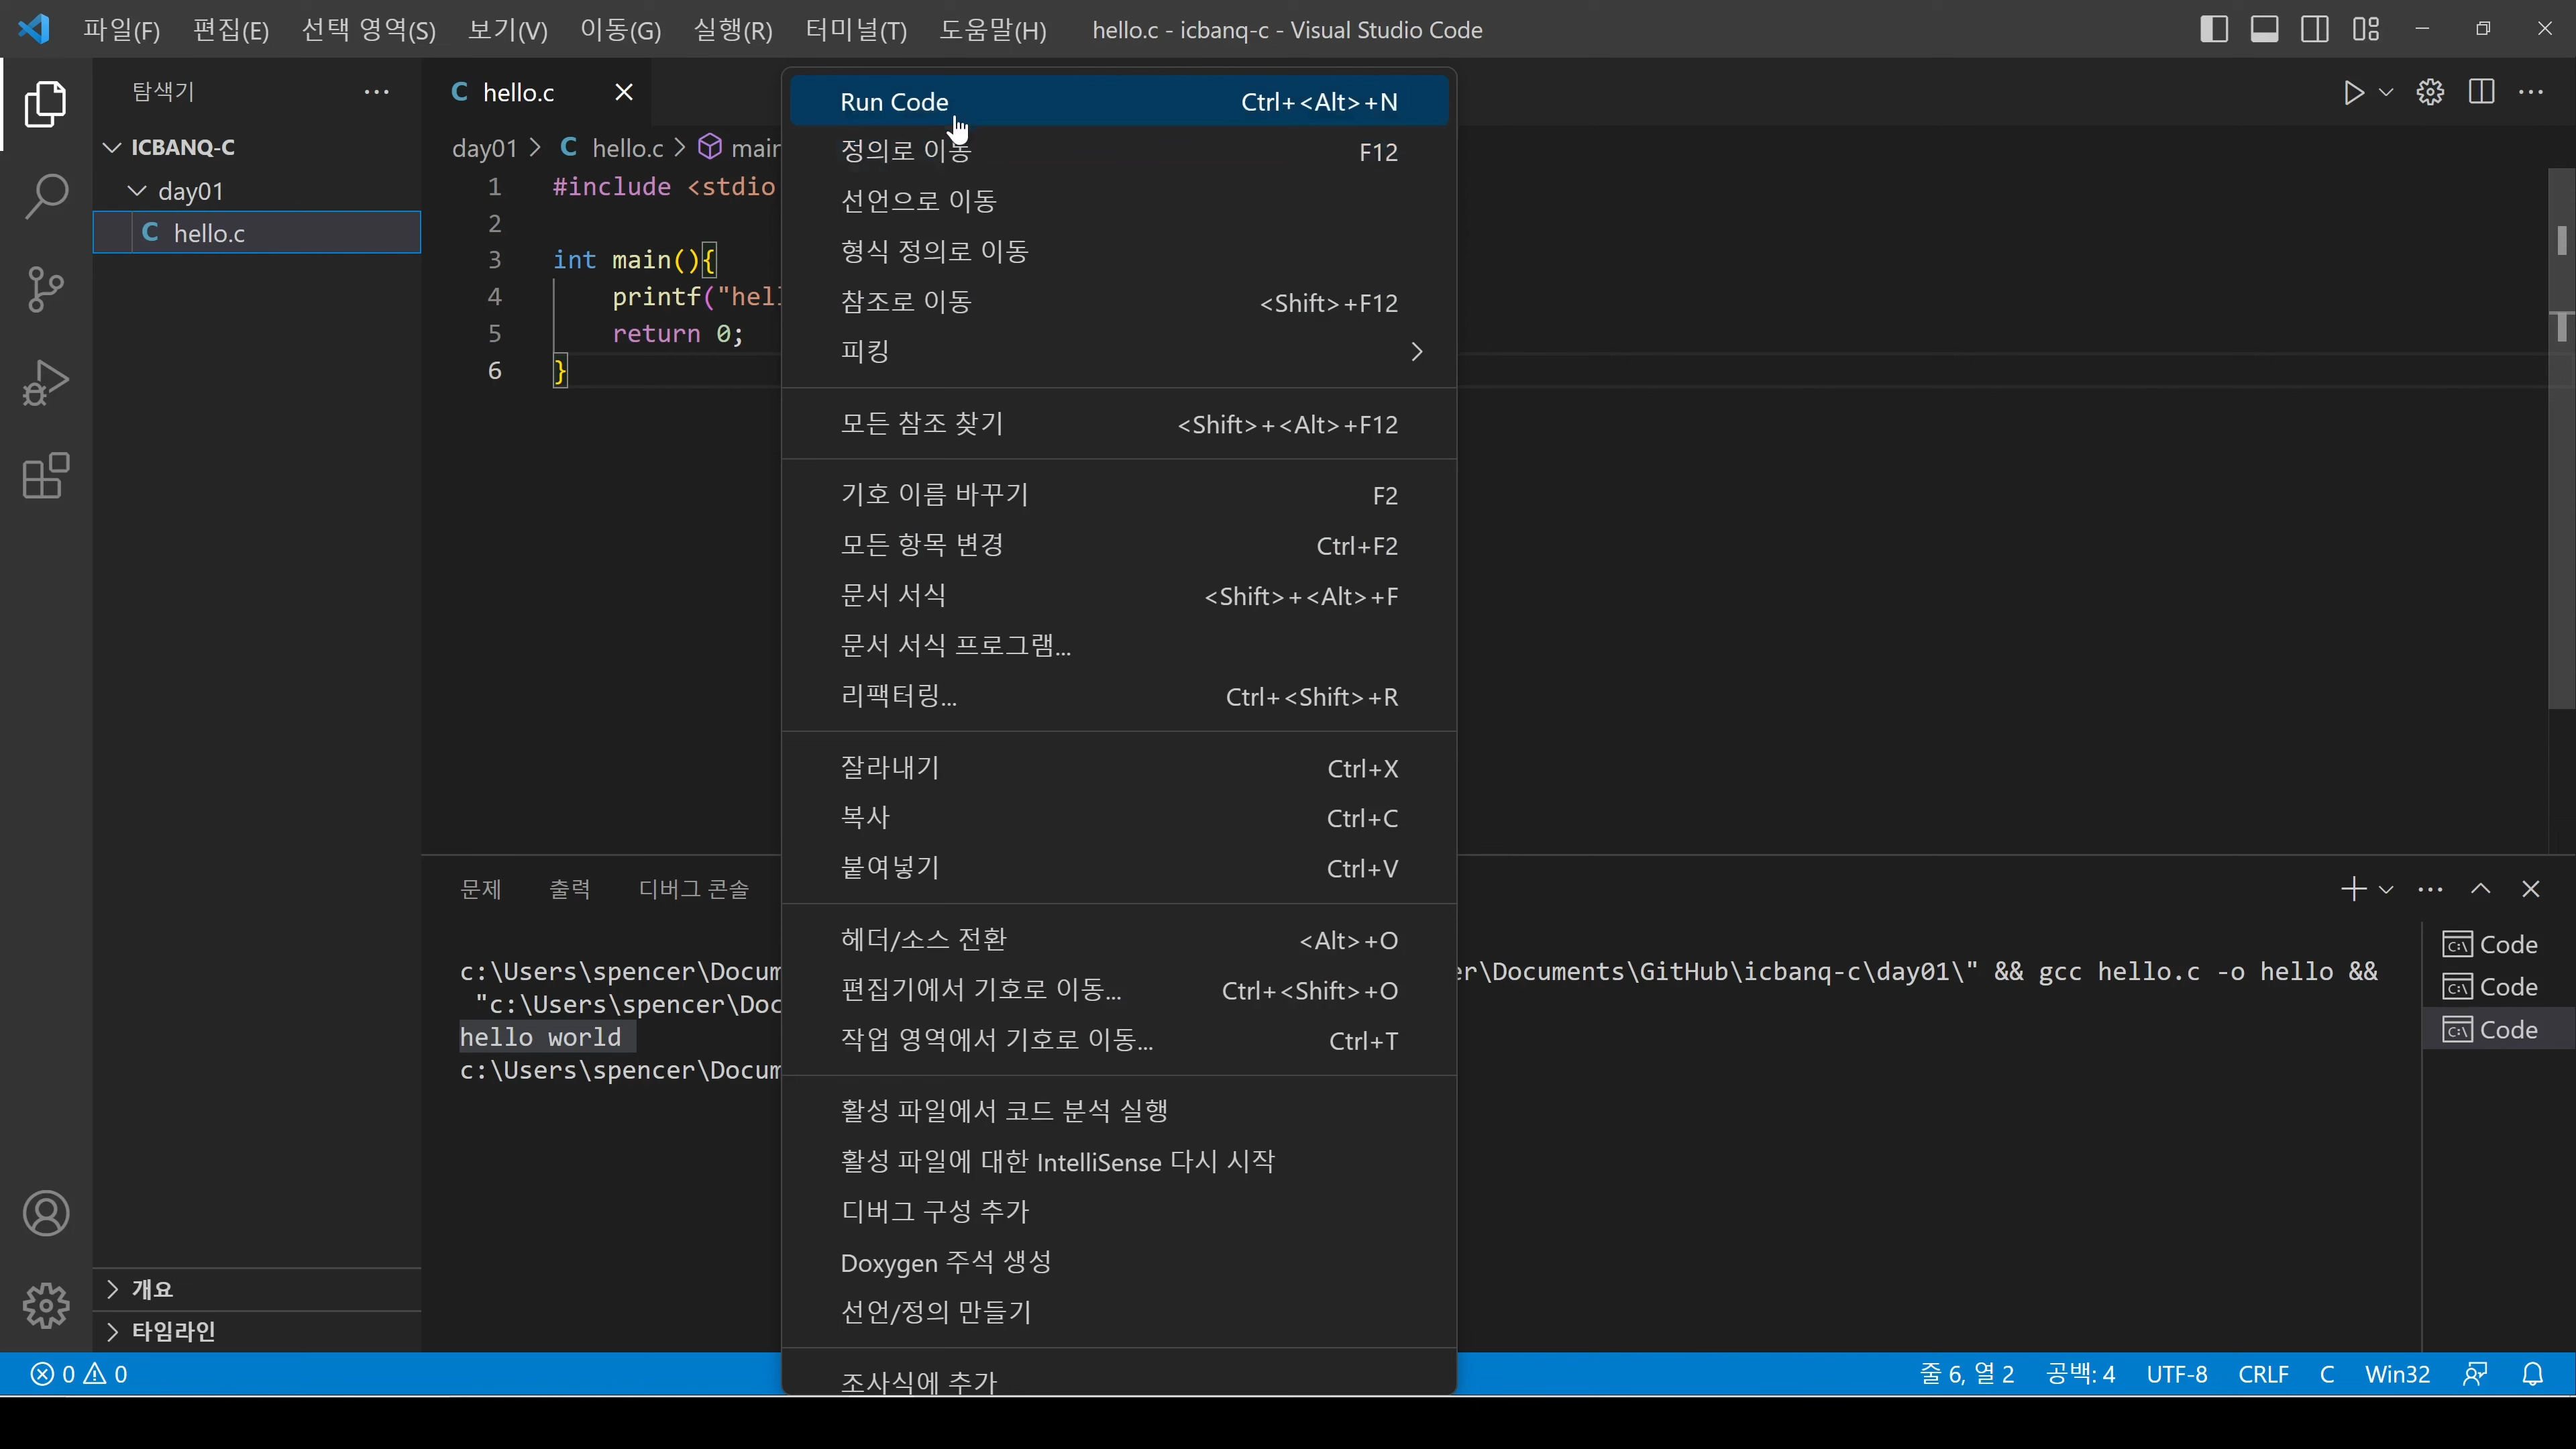 파일(F) 편집(E) 선택 영역(S) 보기(V) 이동(G) 실행(R) 터미널(T) 도움말(H) hello.c - icbanq-c - Visual Studio Code
탐색기
ICBANQ-C
day01
C hello.c
개요
타임라인
C hello.c
day01 > C hello.c >
1 #include <stdio
2
3 int main(){
4 printf("hel
5 return 0;
6 }
Run Code Ctrl+<Alt>+N
정의로 이동 F12
선언으로 이동
형식 정의로 이동
참조로 이동 <Shift>+F12
피킹
모든 참조 찾기 <Shift>+<Alt>+F12
기호 이름 바꾸기 F2
모든 항목 변경 Ctrl+F2
문서 서식 <Shift>+<Alt>+F
문서 서식 프로그램...
리팩터링... Ctrl+<Shift>+R
잘라내기 Ctrl+X
복사 Ctrl+C
붙여넣기 Ctrl+V
헤더/소스 전환 <Alt>+O
편집기에서 기호로 이동... Ctrl+<Shift>+O
작업 영역에서 기호로 이동... Ctrl+T
활성 파일에서 코드 분석 실행
활성 파일에 대한 IntelliSense 다시 시작
디버그 구성 추가
Doxygen 주석 생성
선언/정의 만들기
조사식에 추가
문제 출력 디버그 콘솔
c:\Users\spencer\Docum er\Documents\GitHub\icbanq-c\day01\" && gcc hello.c -o hello &&
"c:\Users\spencer\Doc
hello world
c:\Users\spencer\Docum
Code
Code
Code
0 0 줄 6, 열 2 공백: 4 UTF-8 CRLF C Win32